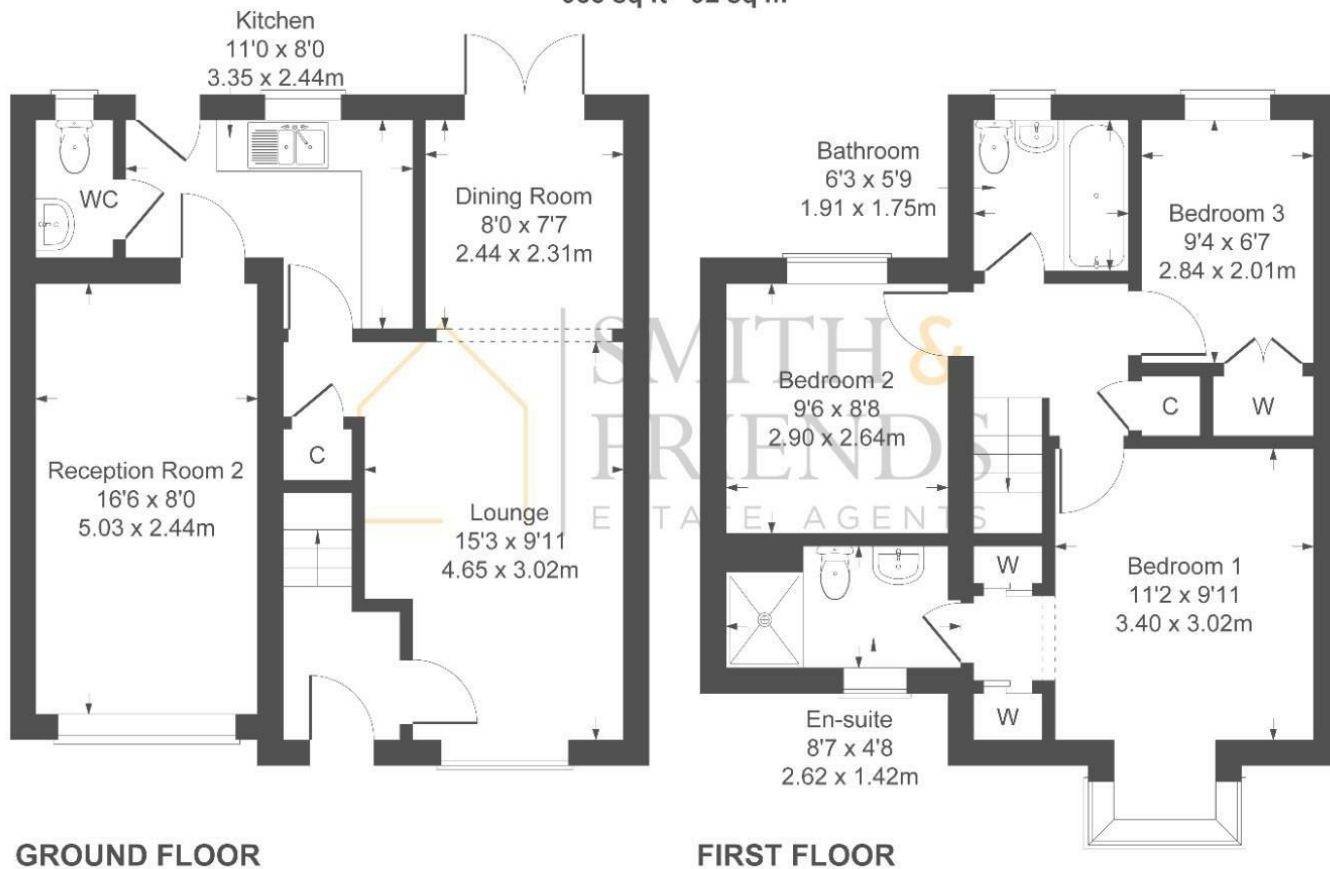 Kitchen
11'0 x 8'0
3.35 x 2.44m
WC
Dining Room
8'0 x 7'7
2.44 x 2.31m
Reception Room 2
16'6 x 8'0
5.03 x 2.44m
C
Lounge
15'3 x 9'11
4.65 x 3.02m
GROUND FLOOR
Bathroom
6'3 x 5'9
1.91 x 1.75m
Bedroom 3
9'4 x 6'7
2.84 x 2.01m
Bedroom 2
9'6 x 8'8
2.90 x 2.64m
C
W
W
Bedroom 1
11'2 x 9'11
3.40 x 3.02m
W
En-suite
8'7 x 4'8
2.62 x 1.42m
FIRST FLOOR
SMITH &
FRIENDS
ESTATE AGENTS